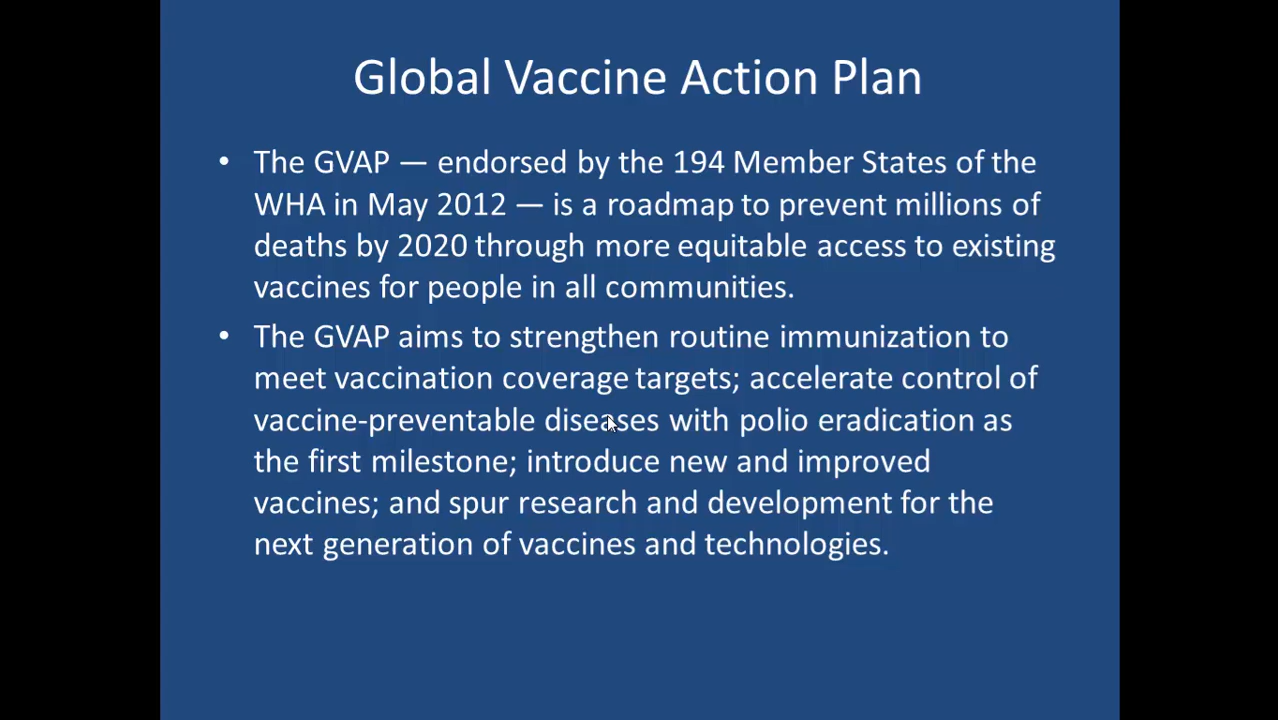 Global Vaccine Action Plan
• The GVAP — endorsed by the 194 Member States of the
WHA in May 2012 — is a roadmap to prevent millions of
deaths by 2020 through more equitable access to existing
vaccines for people in all communities.
• The GVAP aims to strengthen routine immunization to
meet vaccination coverage targets; accelerate control of
vaccine-preventable diseases with polio eradication as
the first milestone; introduce new and improved
vaccines; and spur research and development for the
next generation of vaccines and technologies.